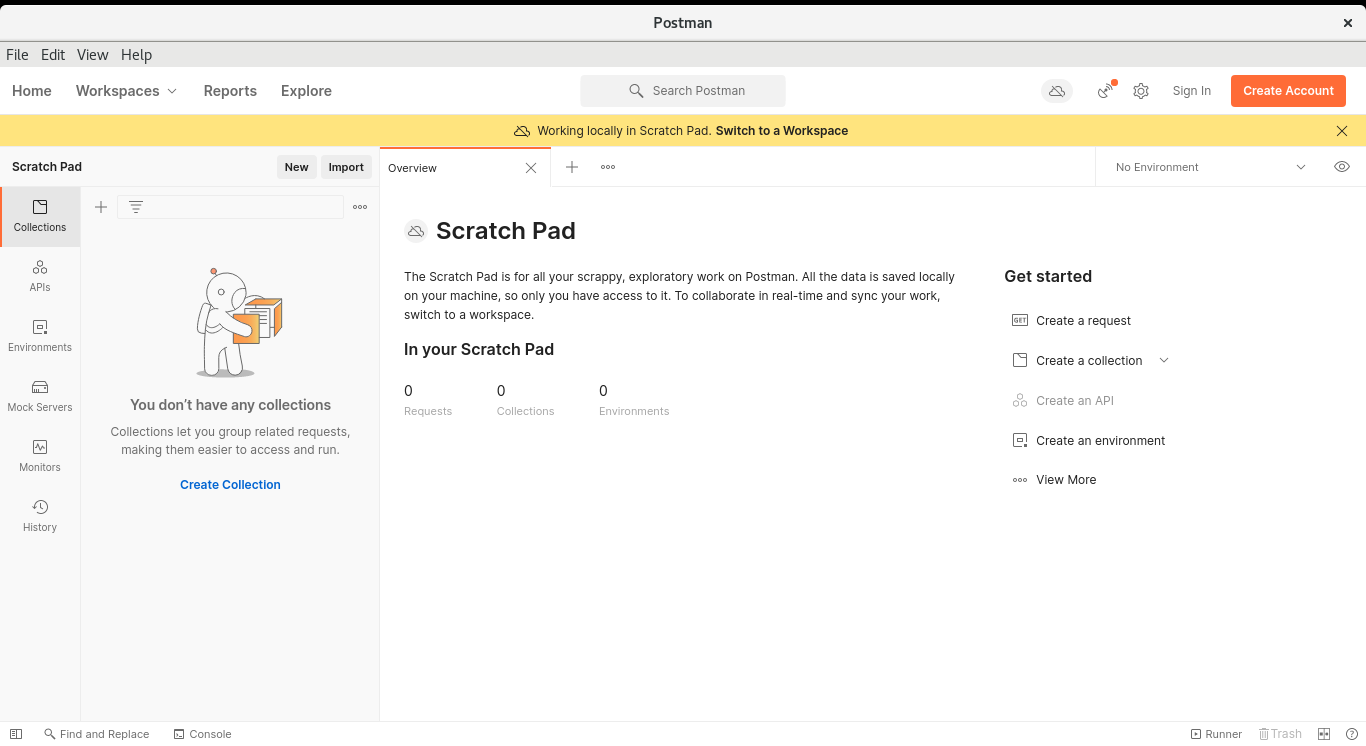 Postman
File Edit View Help
Home Workspaces Reports Explore Search Postman Sign In Create Account
Working locally in Scratch Pad. Switch to a Workspace
Scratch Pad New Import Overview No Environment
Collections
APIs
Environments
Mock Servers
Monitors
History
You don’t have any collections
Collections let you group related requests,
making them easier to access and run.
Create Collection
Scratch Pad
The Scratch Pad is for all your scrappy, exploratory work on Postman. All the data is saved locally
on your machine, so only you have access to it. To collaborate in real-time and sync your work,
switch to a workspace.
In your Scratch Pad
0 0 0
Requests Collections Environments
Get started
GET Create a request
Create a collection
Create an API
Create an environment
View More
Find and Replace Console Runner Trash